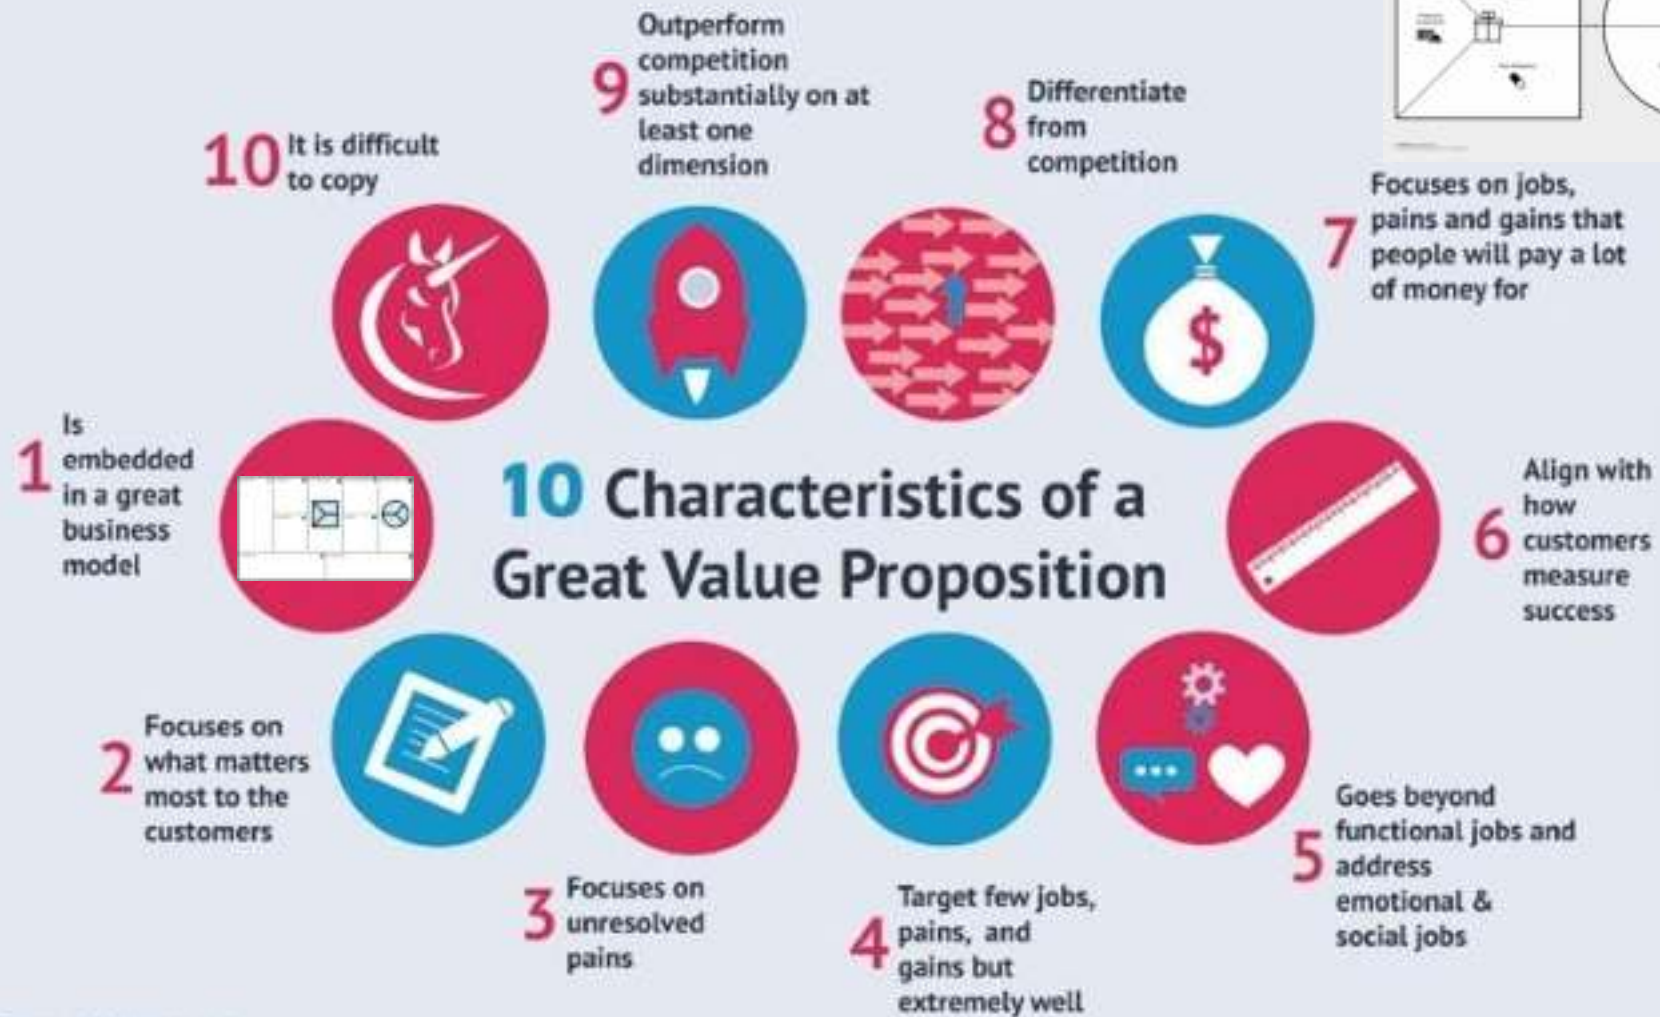 10 Characteristics of a
Great Value Proposition
1
Is
embedded
in a great
business
model
2
Focuses on
what matters
most to the
customers
3
Focuses on
unresolved
pains
4
Target few jobs,
pains, and
gains but
extremely well
5
Goes beyond
functional jobs and
address
emotional &
social jobs
6
Align with
how
customers
measure
success
7
Focuses on jobs,
pains and gains that
people will pay a lot
of money for
$
8
Differentiate
from
competition
9
Outperform
competition
substantially on at
least one
dimension
10
It is difficult
to copy